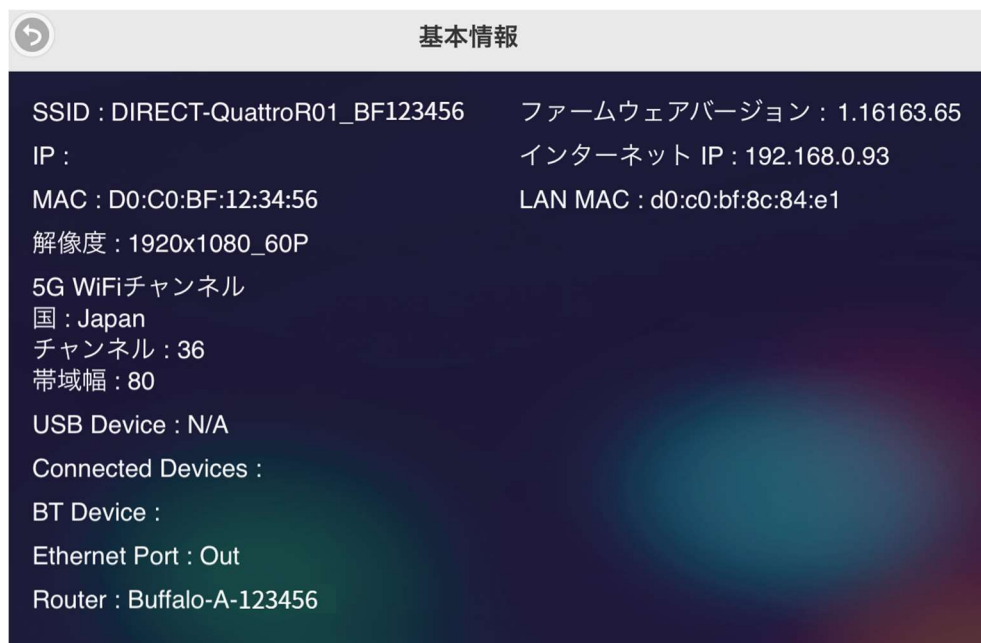 基本情報
SSID : DIRECT-QuattroR01_BF123456
IP :
MAC : D0:C0:BF:12:34:56
解像度 : 1920x1080_60P
5G WiFiチャンネル
国 : Japan
チャンネル : 36
帯域幅 : 80
USB Device : N/A
Connected Devices :
BT Device :
Ethernet Port : Out
Router : Buffalo-A-123456
ファームウェアバージョン : 1.16163.65
インターネット IP : 192.168.0.93
LAN MAC : d0:c0:bf:8c:84:e1